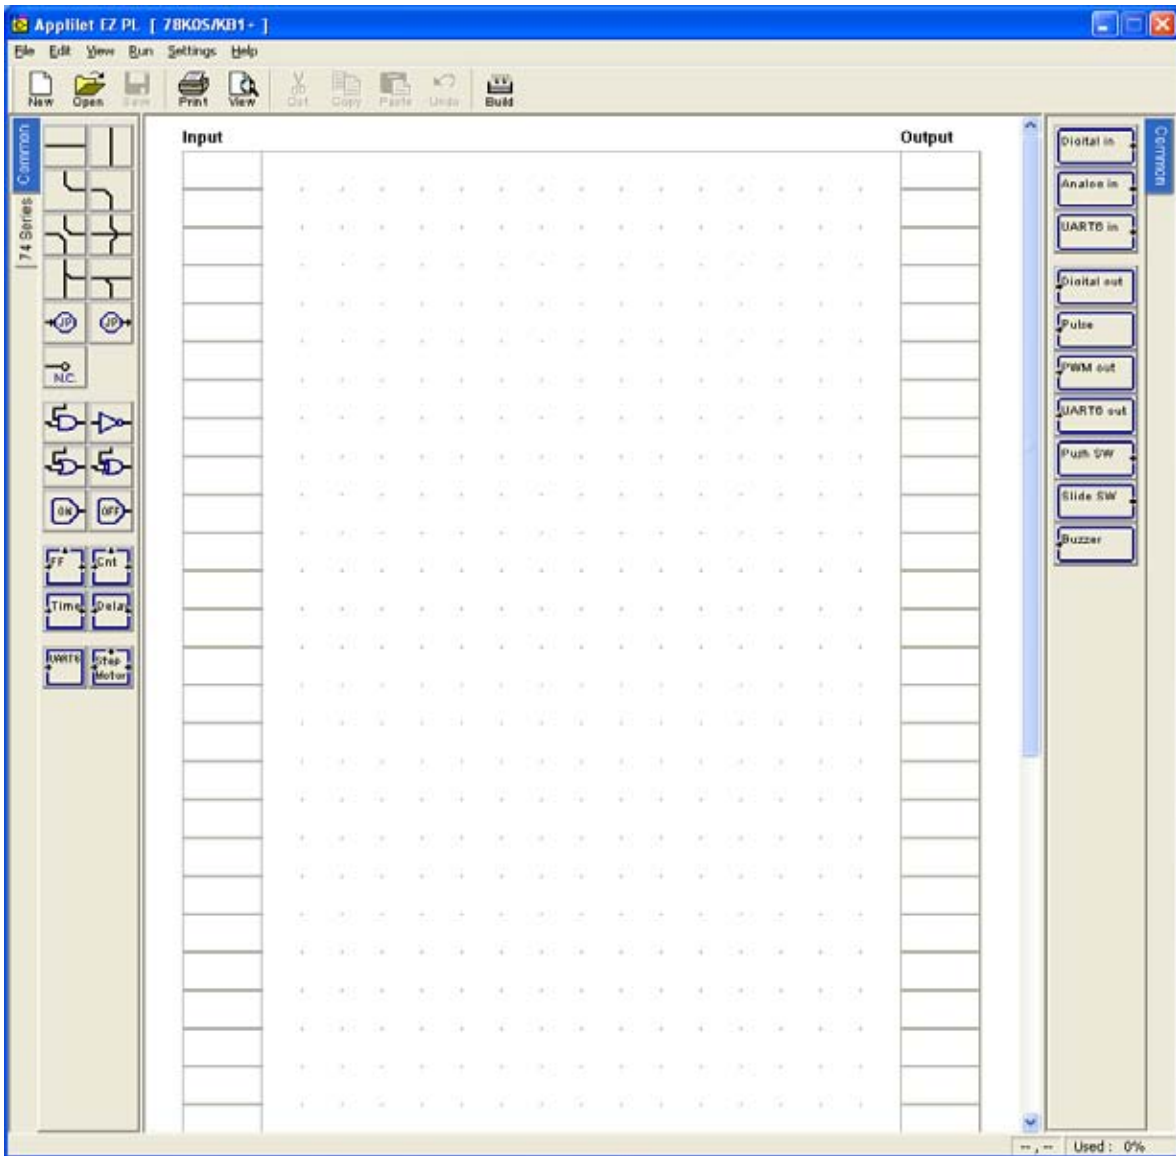 Applilet EZ PL [ 78K0S/KB1+ ]
File Edit View Run Settings Help
New Open Save Print View Cut Copy Paste Undo Build
Common
74 Series
Input
Output
JP JP
N.C.
ON OFF
FF Cnt
Time Delay
UART6 Step Motor
Common
Digital in
Analog in
UART6 in
Digital out
Pulse
PWM out
UART6 out
Push SW
Slide SW
Buzzer
-- , -- Used : 0%